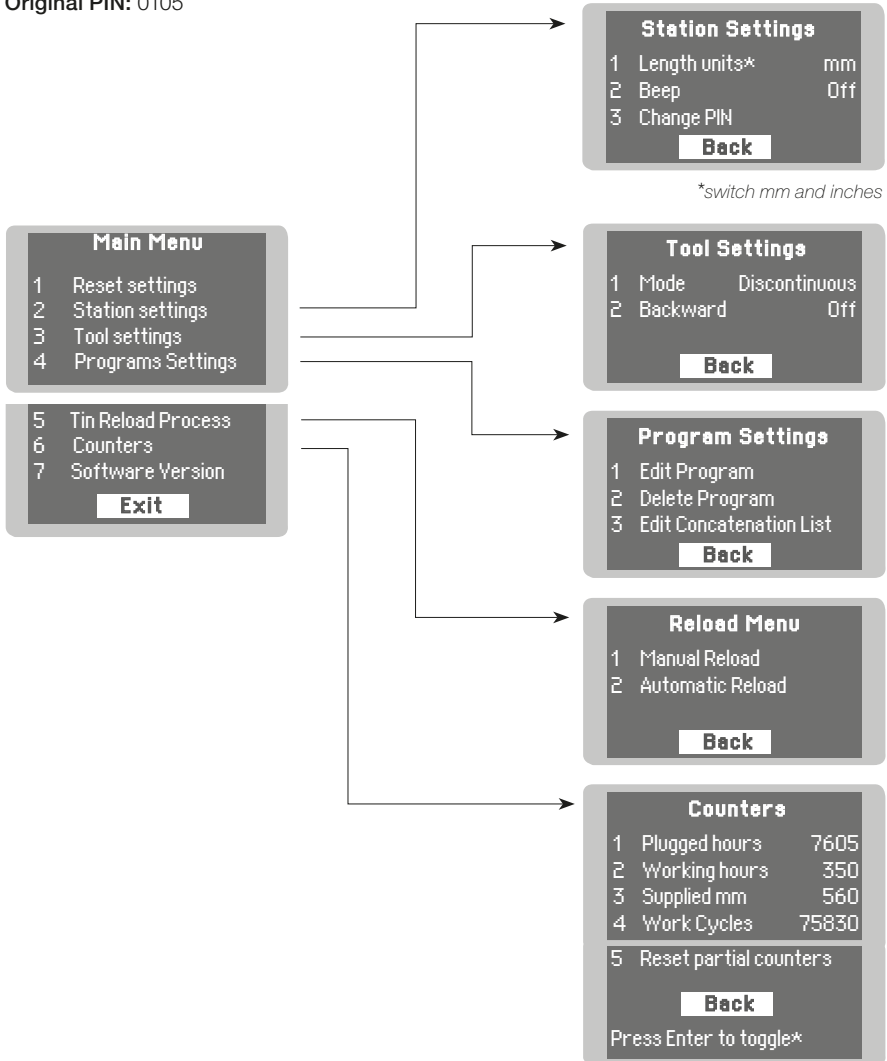 Original PIN: 0105
Station Settings
1 Length units* mm
2 Beep Off
3 Change PIN
Back
*switch mm and inches
Main Menu
1 Reset settings
2 Station settings
3 Tool settings
4 Programs Settings
5 Tin Reload Process
6 Counters
7 Software Version
Exit
Tool Settings
1 Mode Discontinuous
2 Backward Off
Back
Program Settings
1 Edit Program
2 Delete Program
3 Edit Concatenation List
Back
Reload Menu
1 Manual Reload
2 Automatic Reload
Back
Counters
1 Plugged hours 7605
2 Working hours 350
3 Supplied mm 560
4 Work Cycles 75830
5 Reset partial counters
Back
Press Enter to toggle*